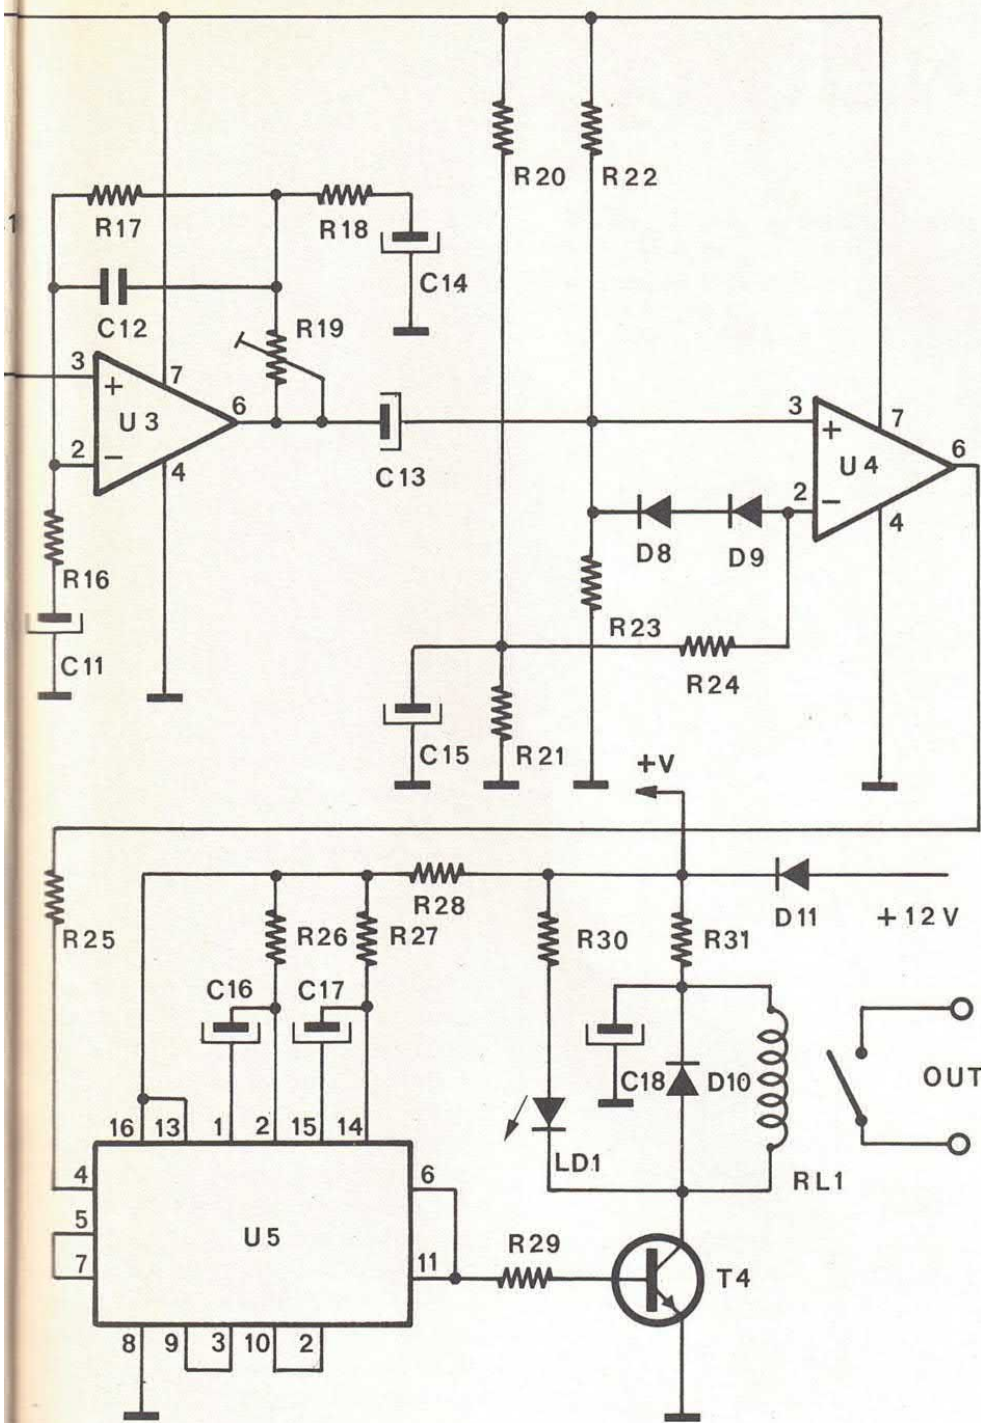 R20
R22
R17
R18
1
C14
C12
R19
3
+
7
U3
6
3
+
7
6
2
-
4
C13
U4
2
-
4
D8
D9
R16
R23
C11
R24
C15
R21
+V
R28
D11
+12V
R25
R26
R27
R30
R31
C16
C17
C18
D10
OUT
16
13
1
2
15
14
LD1
RL1
4
6
5
U5
R29
7
11
T4
8
9
3
10
2